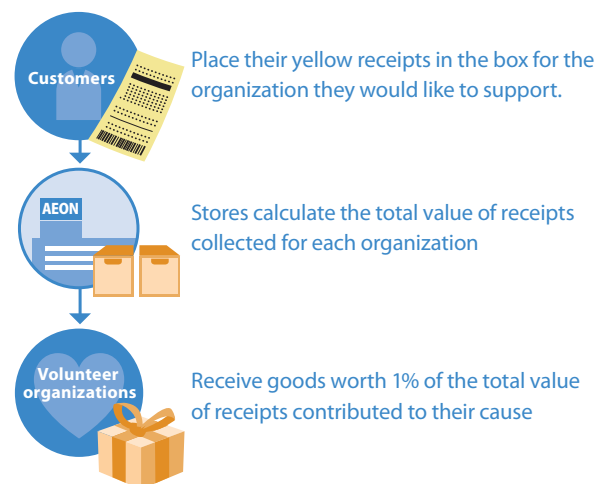 Customers
Place their yellow receipts in the box for the
organization they would like to support.
AEON
Stores calculate the total value of receipts
collected for each organization
Volunteer
organizations
Receive goods worth 1% of the total value
of receipts contributed to their cause